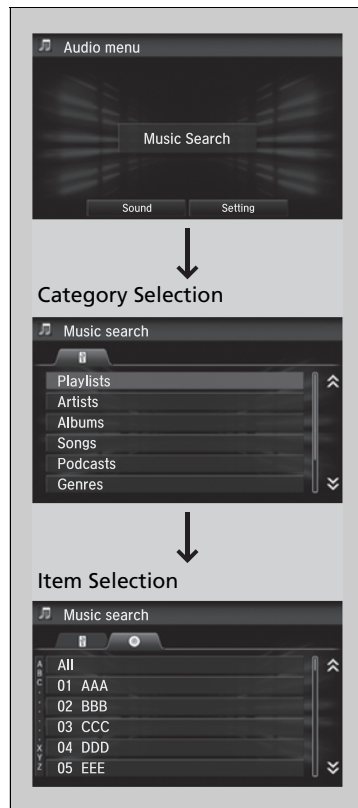 Audio menu
Music Search
Sound Setting
Category Selection
Music search
Playlists
Artists
Albums
Songs
Podcasts
Genres
Item Selection
Music search
A
B
C
All
01 AAA
02 BBB
03 CCC
04 DDD
05 EEE
X
Y
Z